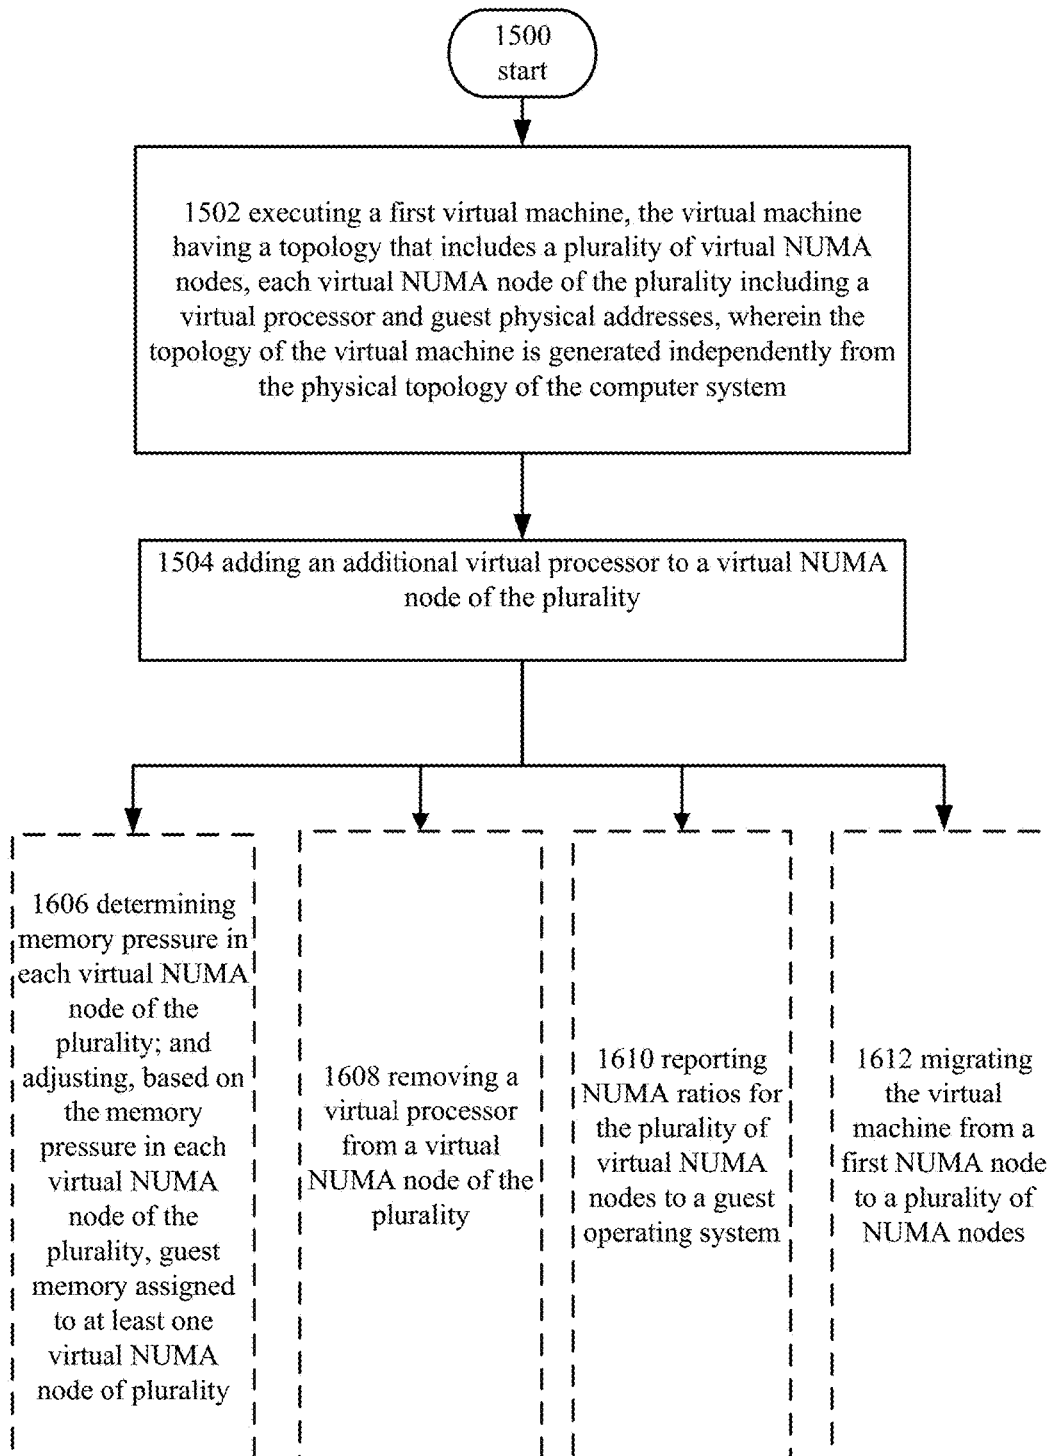 1500
start
1502 executing a first virtual machine, the virtual machine
having a topology that includes a plurality of virtual NUMA
nodes, each virtual NUMA node of the plurality including a
virtual processor and guest physical addresses, wherein the
topology of the virtual machine is generated independently from
the physical topology of the computer system
1504 adding an additional virtual processor to a virtual NUMA
node of the plurality
1606 determining
memory pressure in
each virtual NUMA
node of the
plurality; and
adjusting, based on
the memory
pressure in each
virtual NUMA
node of the
plurality, guest
memory assigned
to at least one
virtual NUMA
node of plurality
1608 removing a
virtual processor
from a virtual
NUMA node of the
plurality
1610 reporting
NUMA ratios for
the plurality of
virtual NUMA
nodes to a guest
operating system
1612 migrating
the virtual
machine from a
first NUMA node
to a plurality of
NUMA nodes